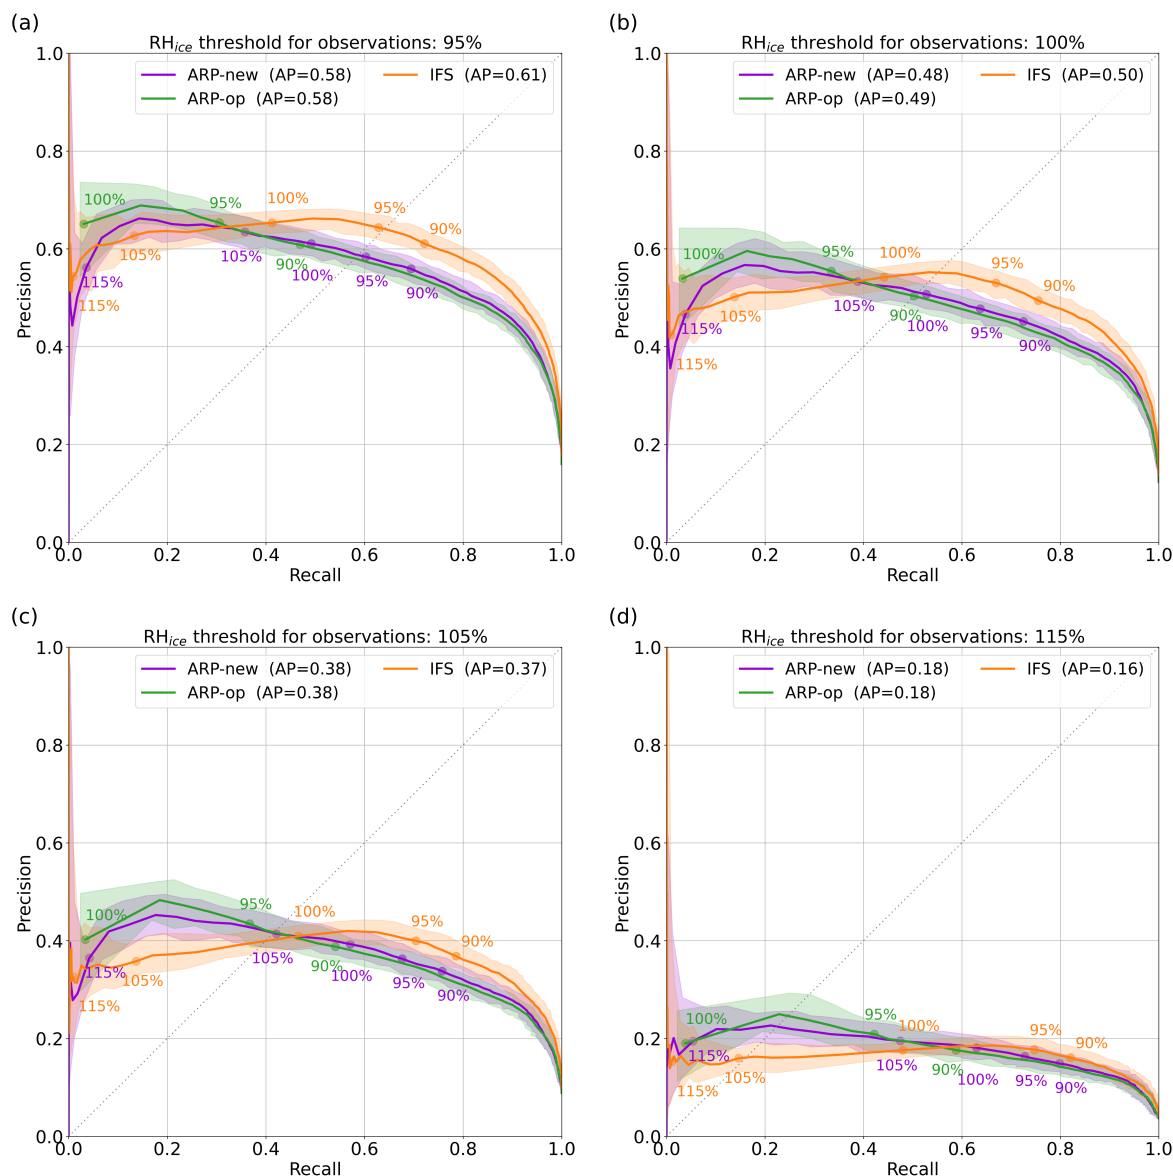 (a)
RHice threshold for observations: 95%
ARP-new (AP=0.58)
ARP-op (AP=0.58)
IFS (AP=0.61)
1.0
0.8
0.6
0.4
0.2
0.0
Precision
100%
95%
90%
115%
105%
100%
95%
90%
115%
105%
100%
95%
90%
0.0 0.2 0.4 0.6 0.8 1.0
Recall
(b)
RHice threshold for observations: 100%
ARP-new (AP=0.48)
ARP-op (AP=0.49)
IFS (AP=0.50)
1.0
0.8
0.6
0.4
0.2
0.0
Precision
100%
95%
90%
115%
105%
100%
95%
90%
115%
105%
100%
95%
90%
0.0 0.2 0.4 0.6 0.8 1.0
Recall
(c)
RHice threshold for observations: 105%
ARP-new (AP=0.38)
ARP-op (AP=0.38)
IFS (AP=0.37)
1.0
0.8
0.6
0.4
0.2
0.0
Precision
100%
95%
90%
115%
105%
100%
95%
90%
115%
105%
100%
95%
90%
0.0 0.2 0.4 0.6 0.8 1.0
Recall
(d)
RHice threshold for observations: 115%
ARP-new (AP=0.18)
ARP-op (AP=0.18)
IFS (AP=0.16)
1.0
0.8
0.6
0.4
0.2
0.0
Precision
100%
95%
90%
115%
105%
100%
95%
90%
115%
105%
100%
95%
90%
0.0 0.2 0.4 0.6 0.8 1.0
Recall